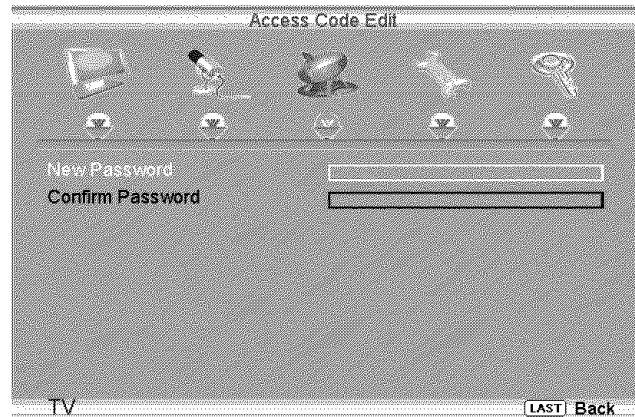 Access Code Edit
New Password
Confirm Password
TV
LAST Back